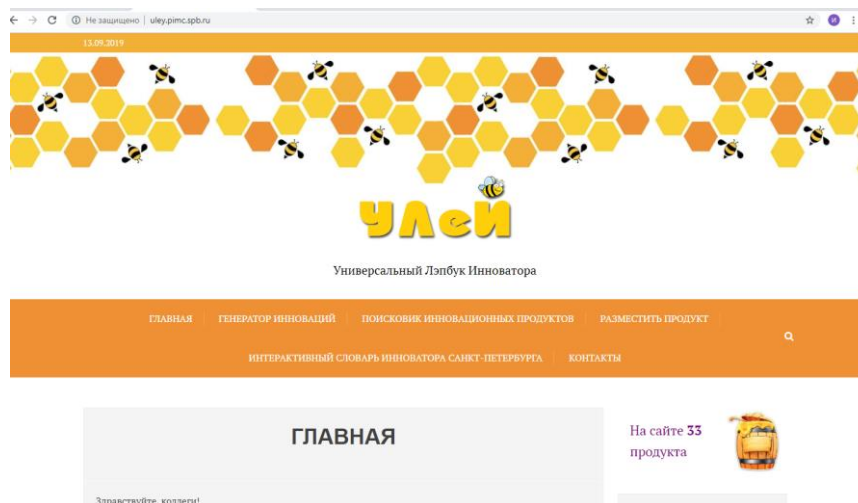 Не защищено | uley.pimc.spb.ru
13.09.2019
УЛеЙ
Универсальный Лэпбук Инноватора
ГЛАВНАЯ
ГЕНЕРАТОР ИННОВАЦИЙ
ПОИСКОВИК ИННОВАЦИОННЫХ ПРОДУКТОВ
РАЗМЕСТИТЬ ПРОДУКТ
ИНТЕРАКТИВНЫЙ СЛОВАРЬ ИННОВАТОРА САНКТ-ПЕТЕРБУРГА
КОНТАКТЫ
ГЛАВНАЯ
На сайте 33
продукта
Здравствуйте, коллеги!